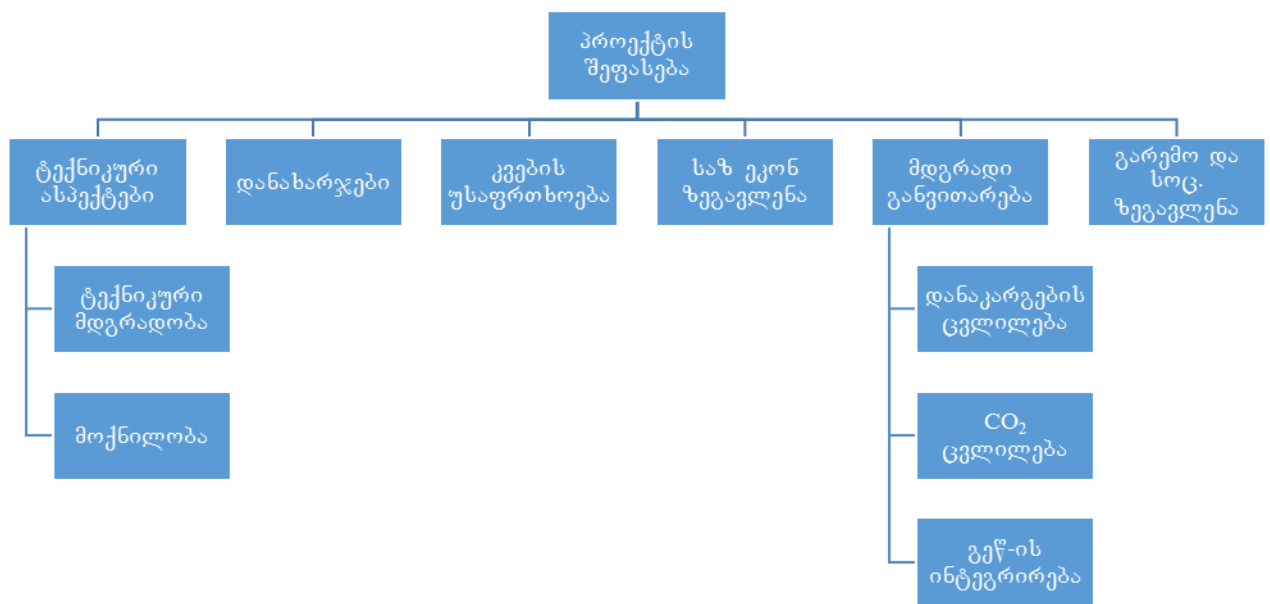 პროექტის
შეფასება
ტექნიკური
ასპექტები
დანახარჯები
კვების
უსაფრთხოება
საზ ეკონ
ზეგავლენა
მდგრადი
განვითარება
გარემო და
სოც.
ზეგავლენა
ტექნიკური
მდგრადობა
მოქნილობა
დანაკარგების
ცვლილება
CO₂
ცვლილება
გეწ-ის
ინტეგრირება